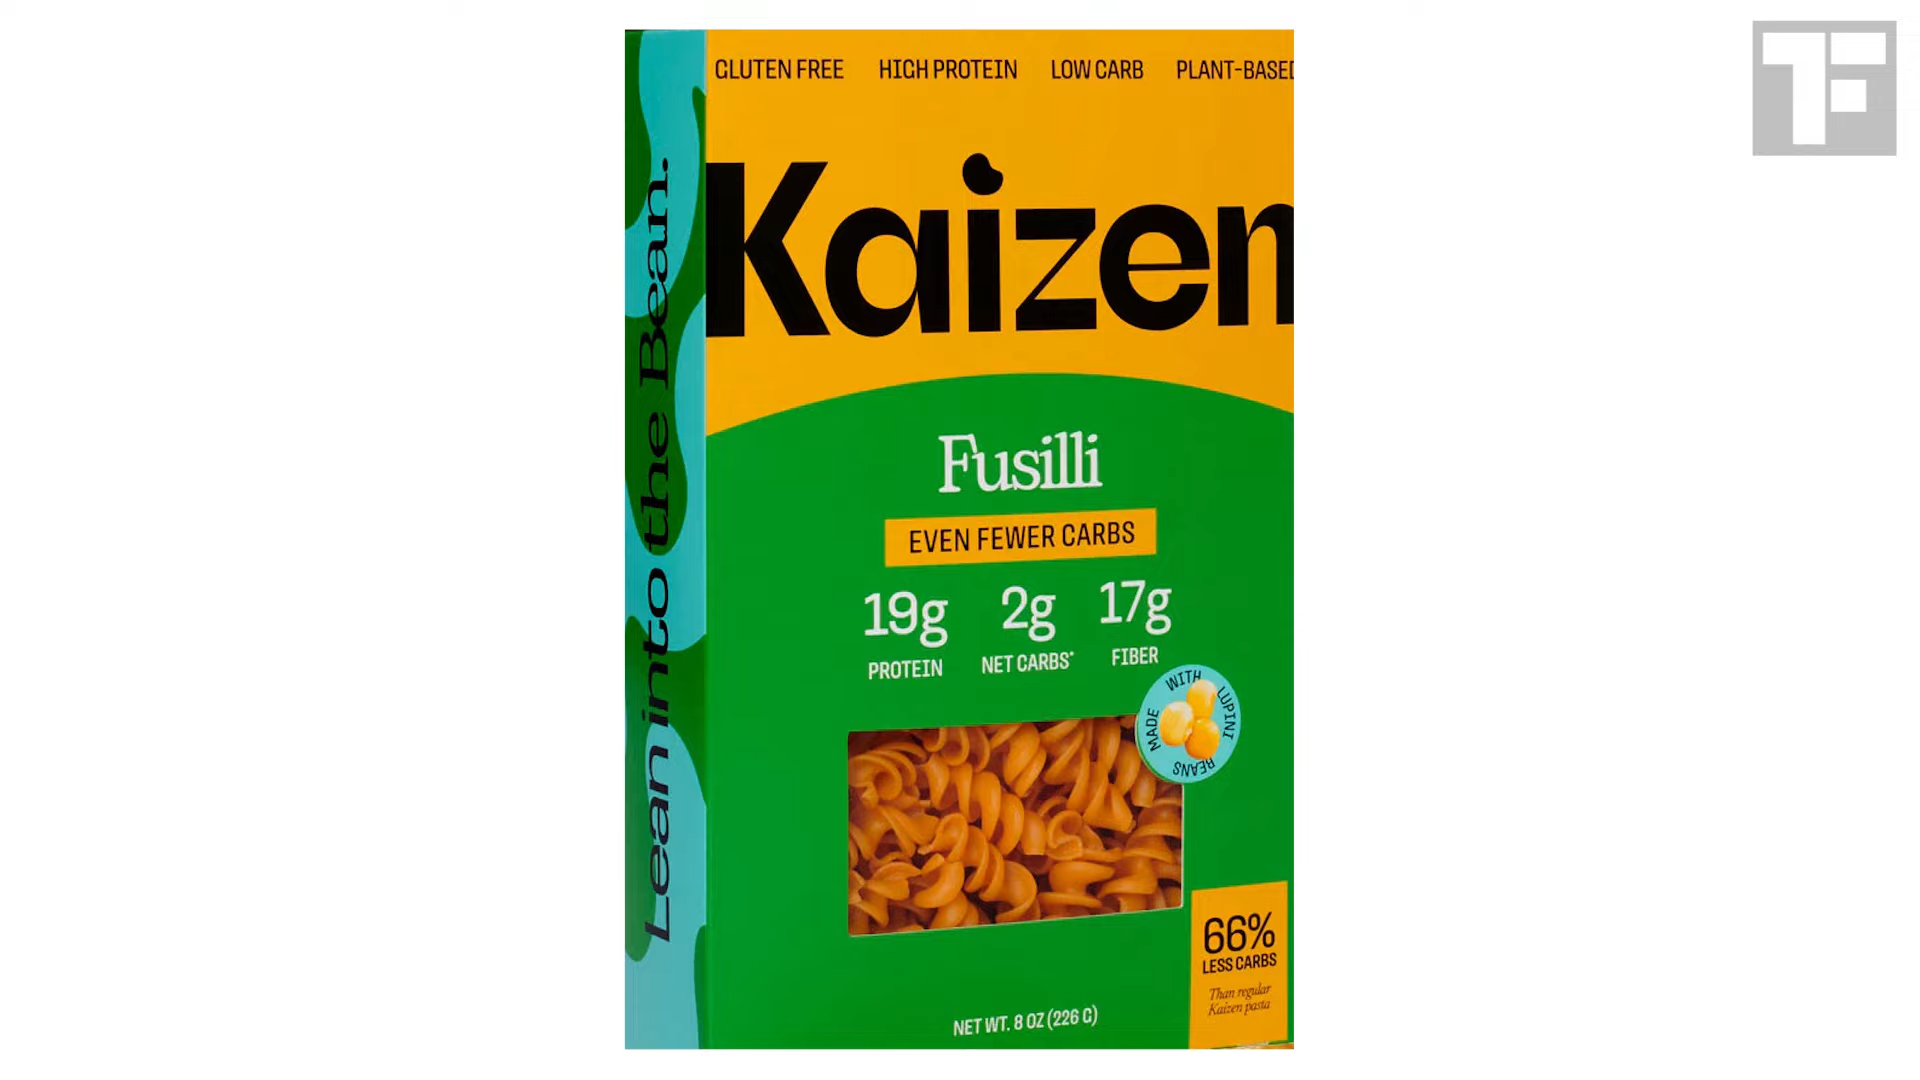 GLUTEN FREE HIGH PROTEIN LOW CARB PLANT-BASED
Kaizen
Lean into the Bean.
Fusilli
EVEN FEWER CARBS
19g 2g 17g
PROTEIN NET CARBS* FIBER
MADE WITH LUPINI BEANS
66%
LESS CARBS
Than regular
Kaizen pasta
NET WT. 8 OZ (226 G)
TF